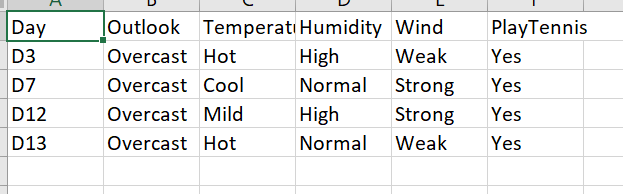 A B C D E F
Day Outlook Temperatu Humidity Wind PlayTennis
D3 Overcast Hot High Weak Yes
D7 Overcast Cool Normal Strong Yes
D12 Overcast Mild High Strong Yes
D13 Overcast Hot Normal Weak Yes